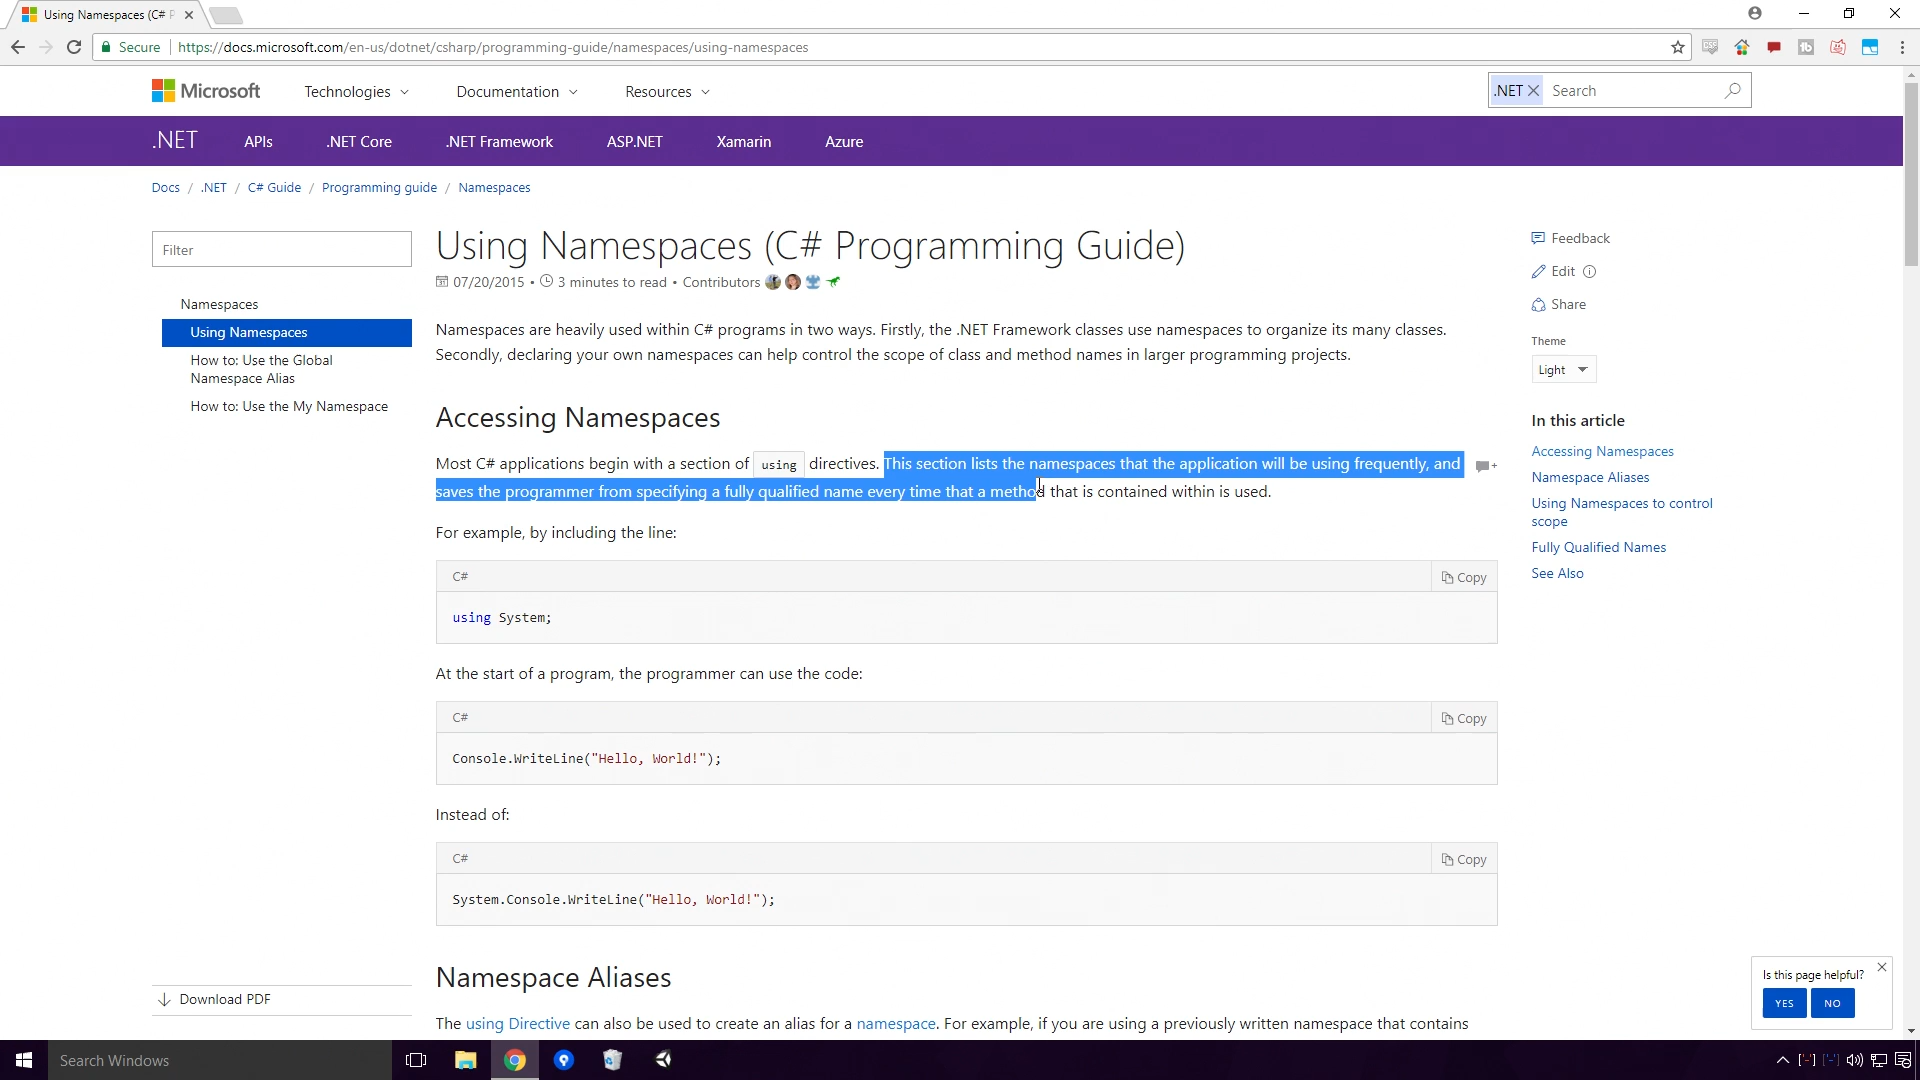 Using Namespaces (C# P
Secure
https://docs.microsoft.com/en-us/dotnet/csharp/programming-guide/namespaces/using-namespaces
Microsoft
Technologies
Documentation
Resources
.NET
Search
.NET
APIs
.NET Core
.NET Framework
ASP.NET
Xamarin
Azure
Docs / .NET / C# Guide / Programming guide / Namespaces
Filter
Namespaces
Using Namespaces
How to: Use the Global
Namespace Alias
How to: Use the My Namespace
Download PDF
Using Namespaces (C# Programming Guide)
07/20/2015 • 3 minutes to read • Contributors
Namespaces are heavily used within C# programs in two ways. Firstly, the .NET Framework classes use namespaces to organize its many classes.
Secondly, declaring your own namespaces can help control the scope of class and method names in larger programming projects.
Accessing Namespaces
Most C# applications begin with a section of using directives. This section lists the namespaces that the application will be using frequently, and
saves the programmer from specifying a fully qualified name every time that a method that is contained within is used.
For example, by including the line:
C#
Copy
using System;
At the start of a program, the programmer can use the code:
C#
Copy
Console.WriteLine("Hello, World!");
Instead of:
C#
Copy
System.Console.WriteLine("Hello, World!");
Namespace Aliases
The using Directive can also be used to create an alias for a namespace. For example, if you are using a previously written namespace that contains
Feedback
Edit
Share
Theme
Light
In this article
Accessing Namespaces
Namespace Aliases
Using Namespaces to control
scope
Fully Qualified Names
See Also
Is this page helpful?
YES
NO
Search Windows